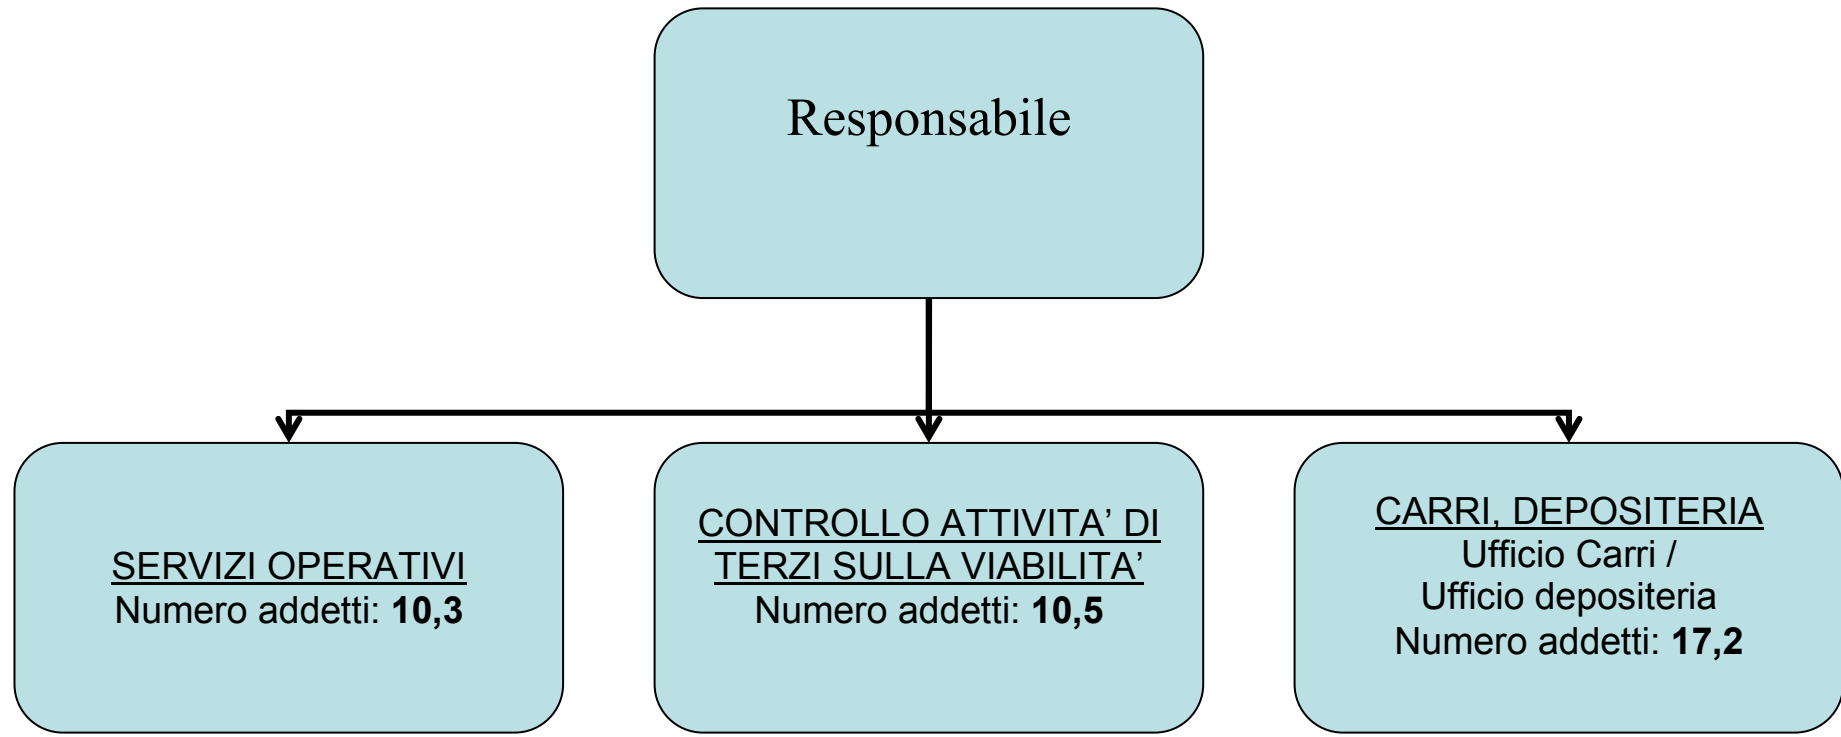 Responsabile
SERVIZI OPERATIVI
Numero addetti: 10,3
CONTROLLO ATTIVITA’ DI
TERZI SULLA VIABILITA’
Numero addetti: 10,5
CARRI, DEPOSITERIA
Ufficio Carri /
Ufficio depositeria
Numero addetti: 17,2